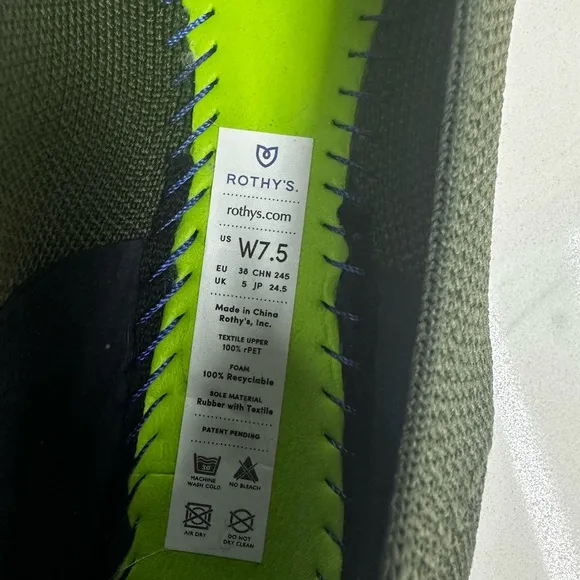 ROTHY'S.
rothys.com
US W7.5
EU 38 CHN 245
UK 5 JP 24.5
Made in China
Rothy's, Inc.
TEXTILE UPPER
100% rPET
FOAM
100% Recyclable
SOLE MATERIAL
Rubber with Textile
PATENT PENDING
30
MACHINE WASH COLD
NO BLEACH
AIR DRY
DO NOT DRY CLEAN